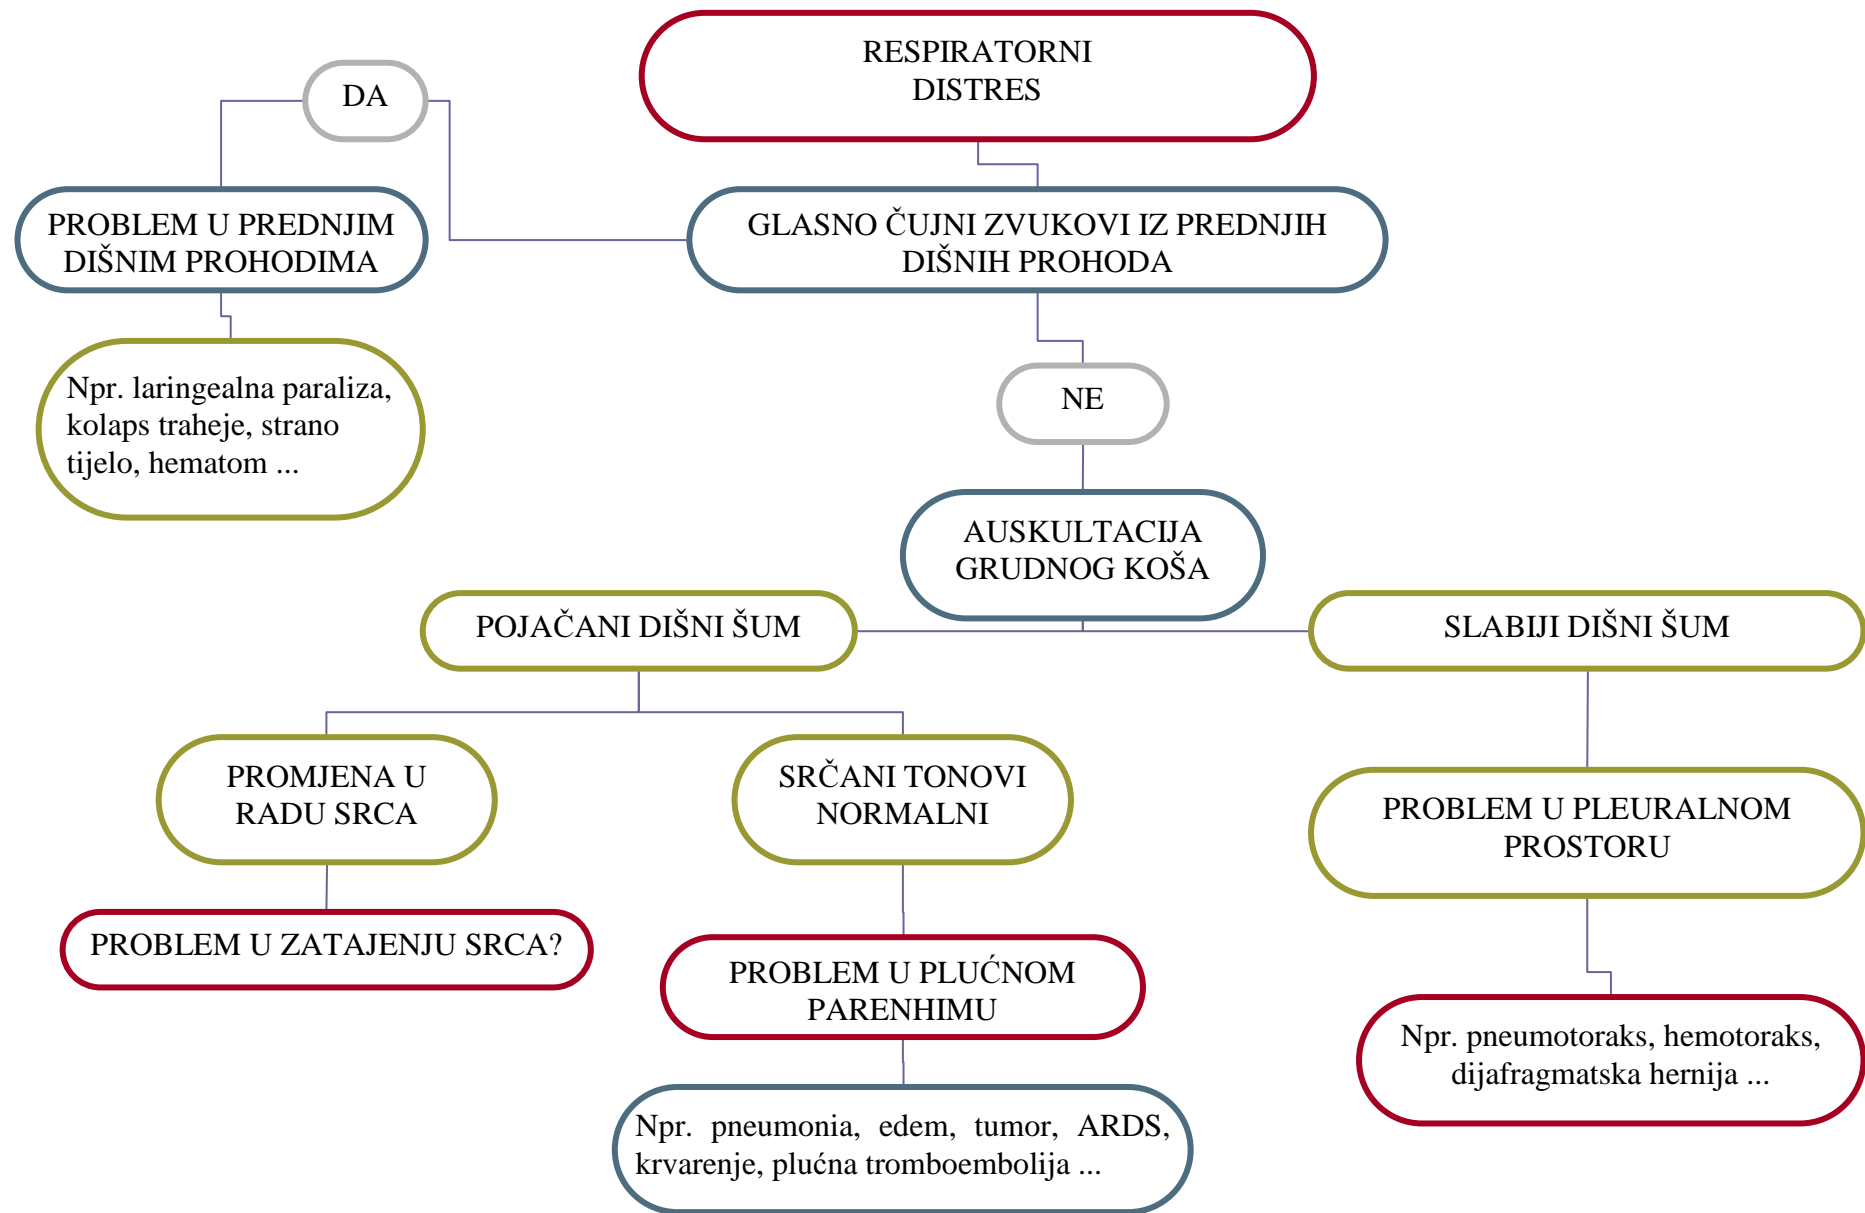 RESPIRATORNI
DISTRES
DA
PROBLEM U PREDNJIM
DIŠNIM PROHODIMA
GLASNO ČUJNI ZVUKOVI IZ PREDNJIH
DIŠNIH PROHODA
Npr. laringealna paraliza,
kolaps traheje, strano
tijelo, hematom ...
NE
AUSKULTACIJA
GRUDNOG KOŠA
POJAČANI DIŠNI ŠUM
SLABIJI DIŠNI ŠUM
PROMJENA U
RADU SRCA
SRČANI TONOVI
NORMALNI
PROBLEM U PLEURALNOM
PROSTORU
PROBLEM U ZATAJENJU SRCA?
PROBLEM U PLUĆNOM
PARENHIMU
Npr. pneumotoraks, hemotoraks,
dijafragmatska hernija ...
Npr. pneumonia, edem, tumor, ARDS,
krvarenje, plućna tromboembolija ...